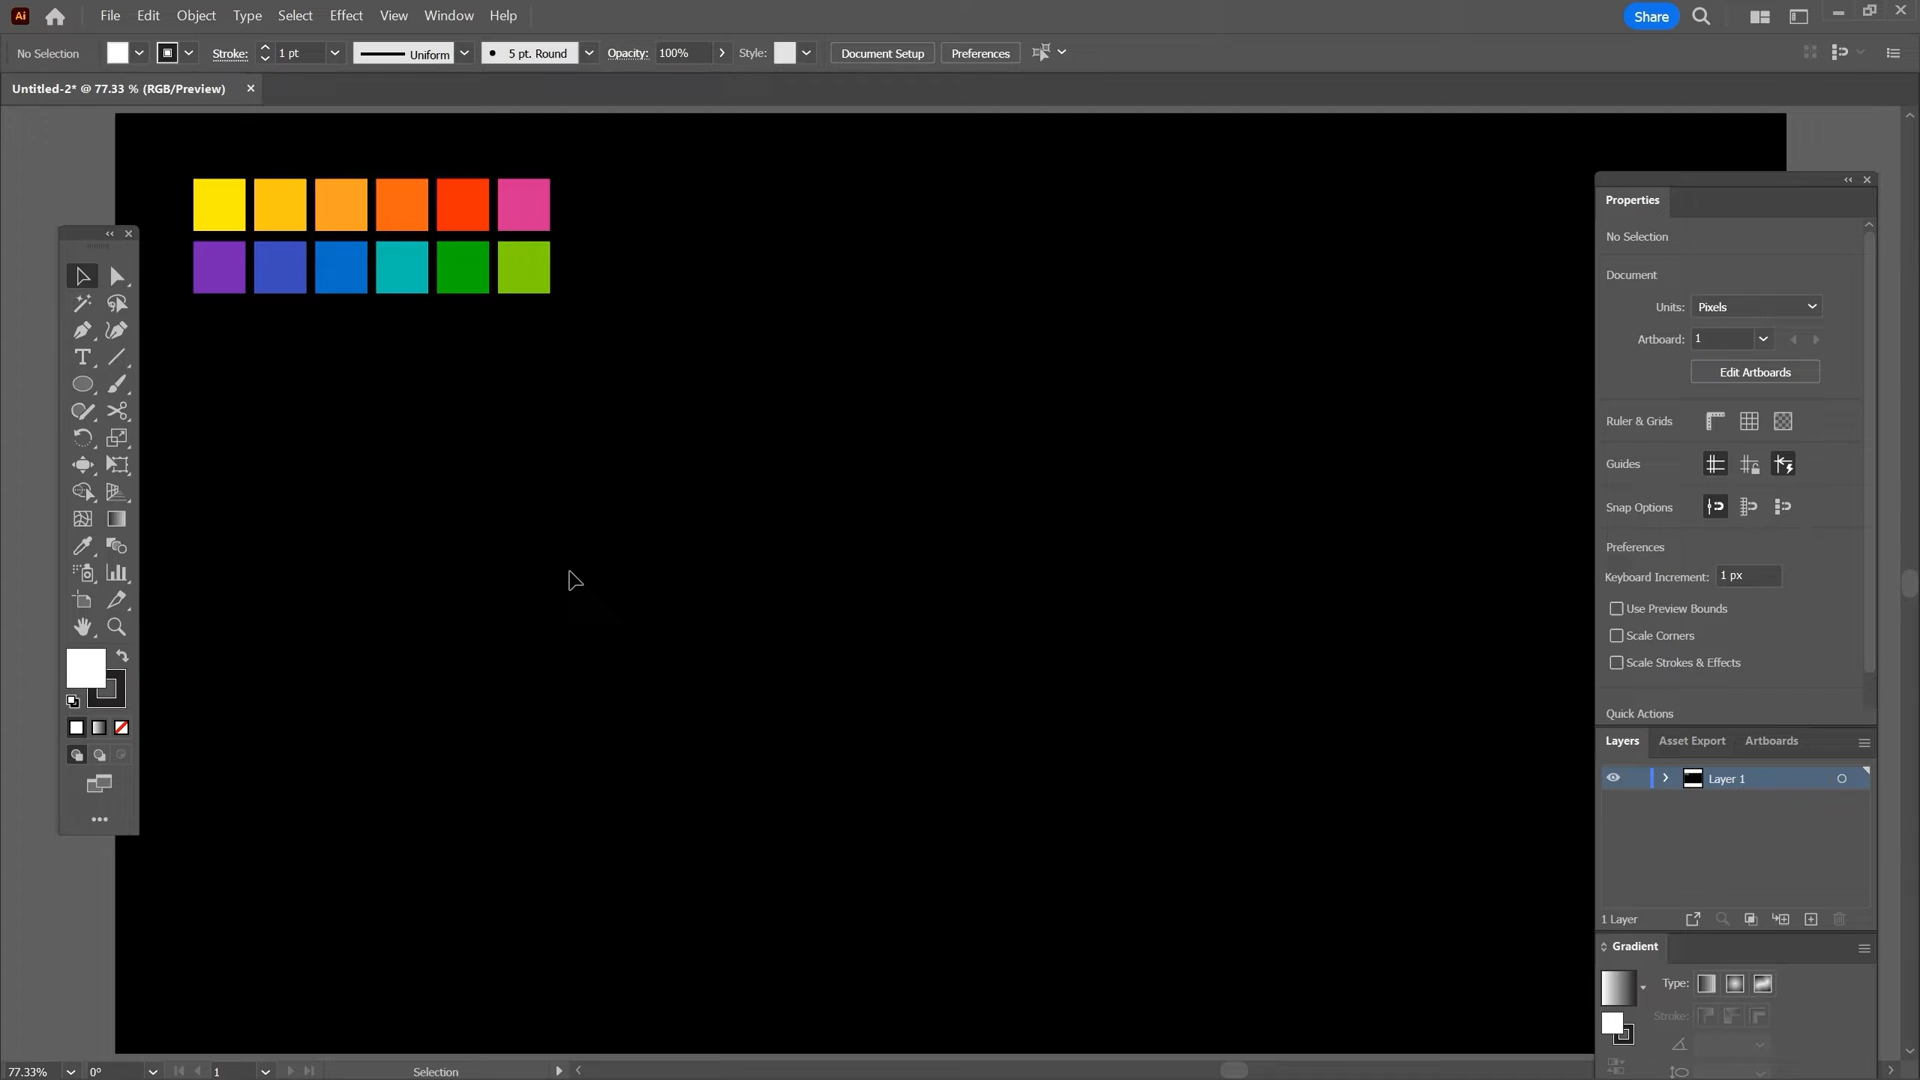 Ai File Edit Object Type Select Effect View Window Help Share
No Selection Stroke: 1 pt Uniform 5 pt. Round Opacity: 100% Style: Document Setup Preferences
Untitled-2* @ 77.33 % (RGB/Preview)
Properties
No Selection
Document
Units: Pixels
Artboard: 1
Edit Artboards
Ruler & Grids
Guides
Snap Options
Preferences
Keyboard Increment: 1 px
Use Preview Bounds
Scale Corners
Scale Strokes & Effects
Quick Actions
Layers Asset Export Artboards
Layer 1
1 Layer
Gradient
Type:
Stroke:
77.33% 0° 1 Selection